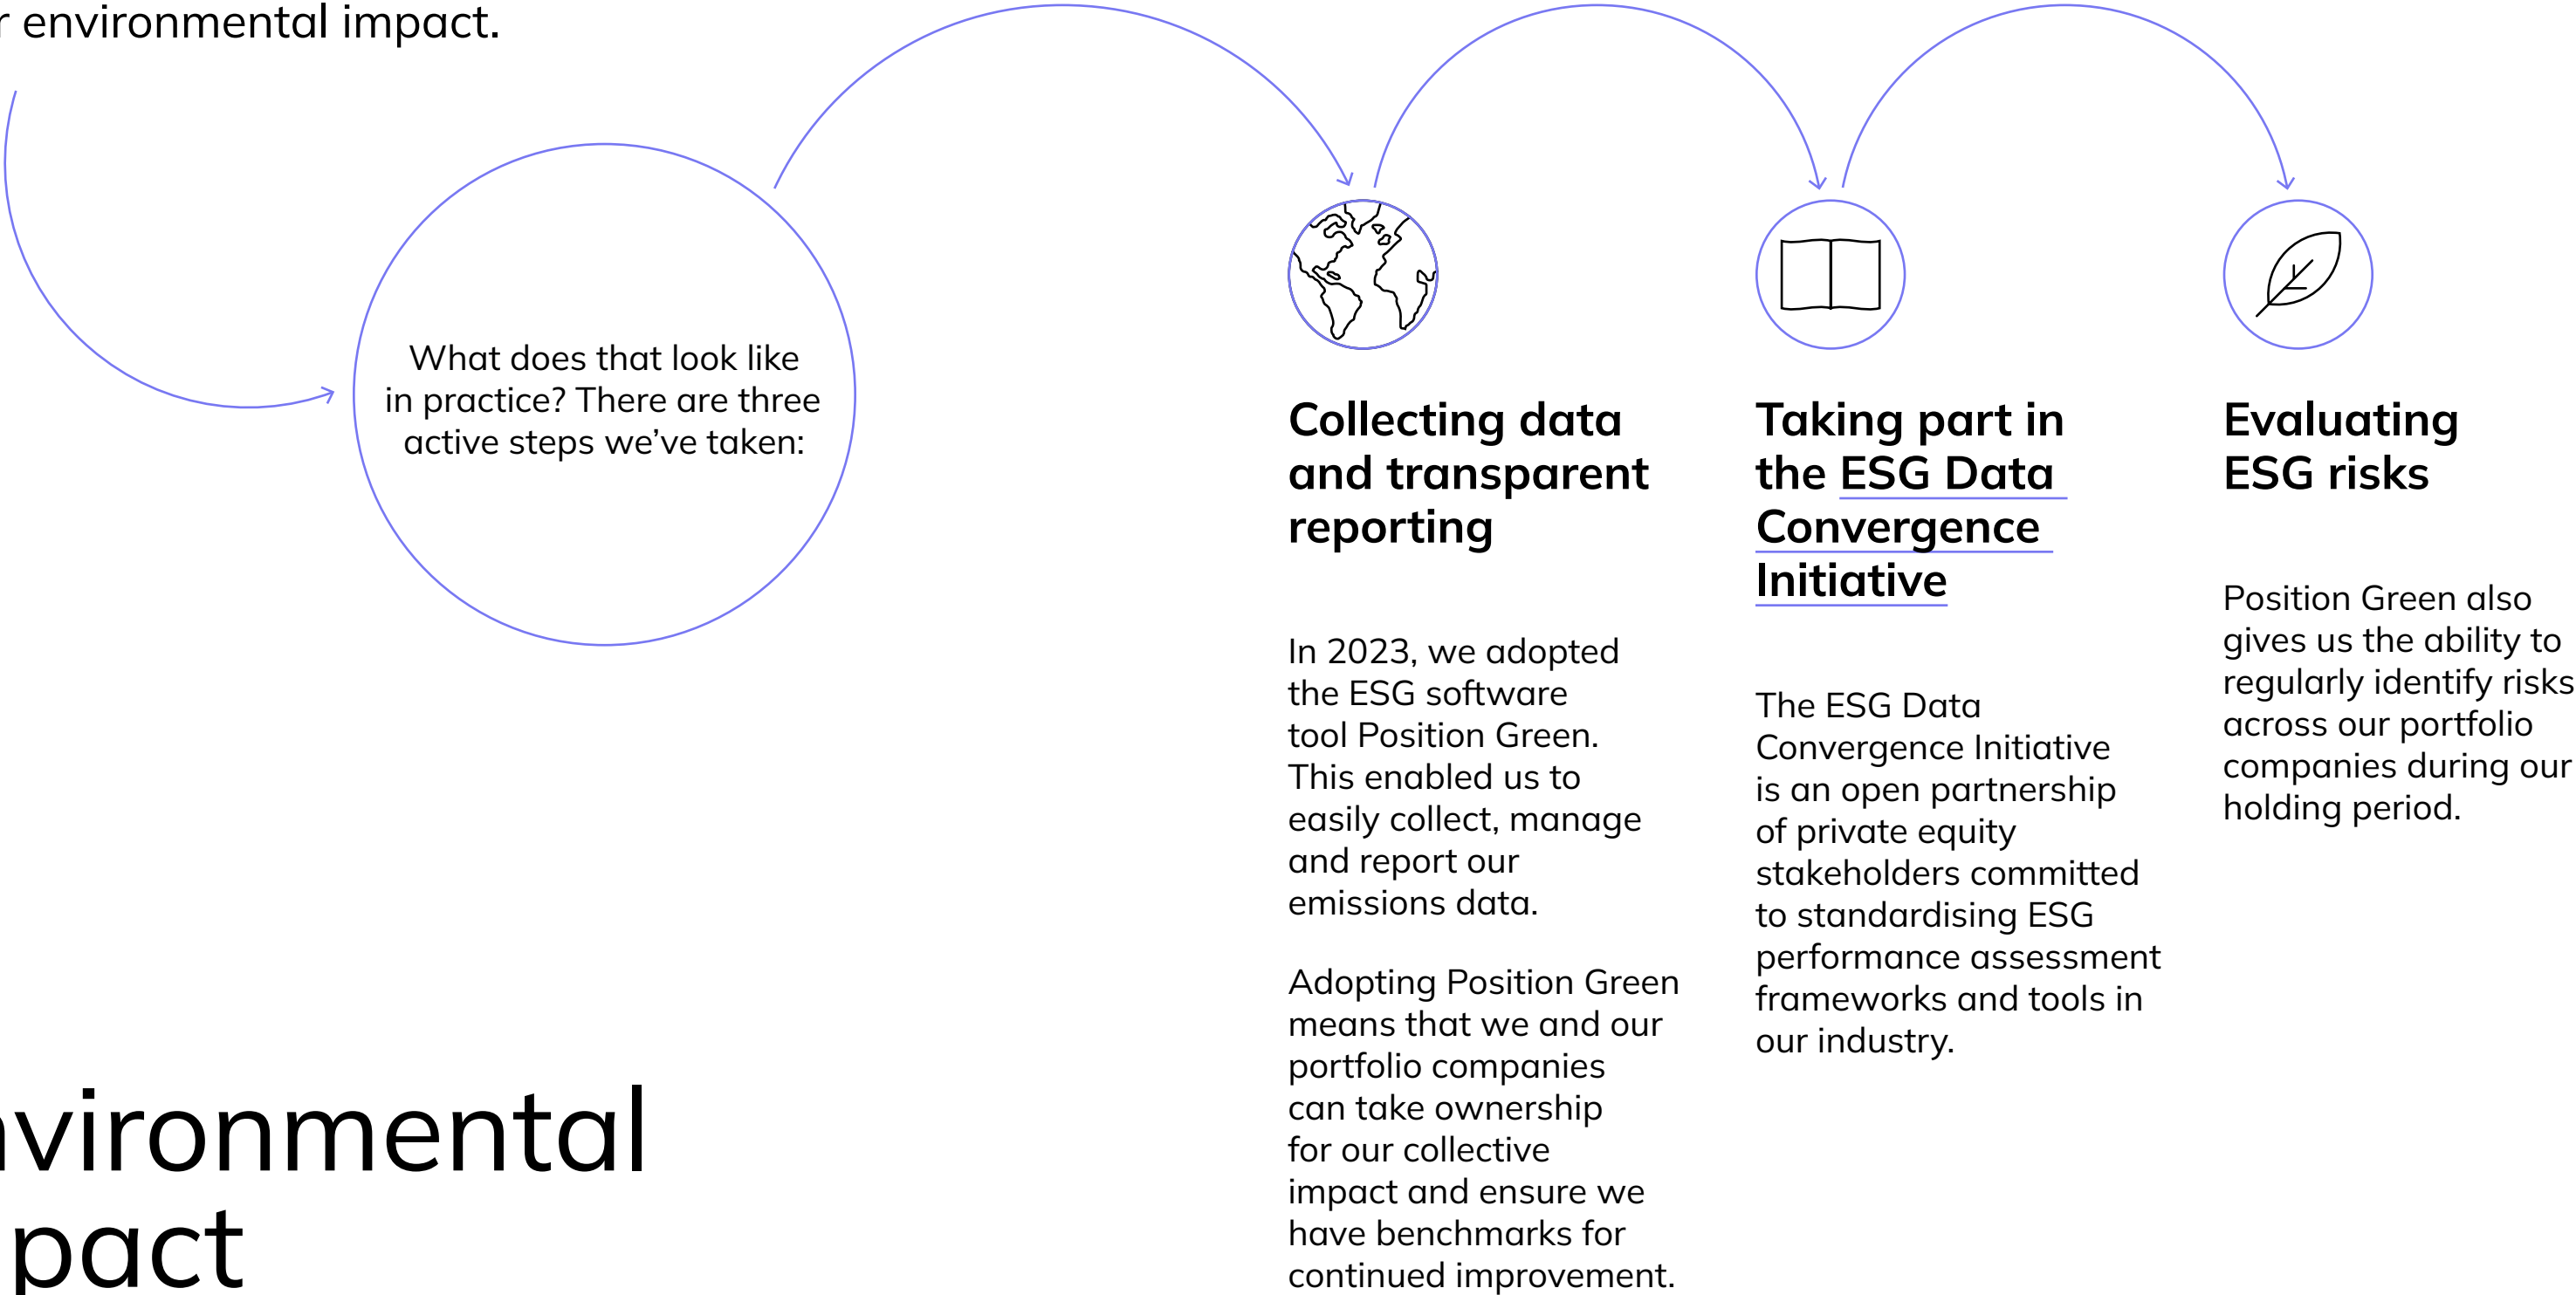 environmental impact.
What does that look like
in practice? There are three
active steps we’ve taken:
Collecting data
and transparent
reporting
In 2023, we adopted
the ESG software
tool Position Green.
This enabled us to
easily collect, manage
and report our
emissions data.
Adopting Position Green
means that we and our
portfolio companies
can take ownership
for our collective
impact and ensure we
have benchmarks for
continued improvement.
Taking part in
the ESG Data
Convergence
Initiative
The ESG Data
Convergence Initiative
is an open partnership
of private equity
stakeholders committed
to standardising ESG
performance assessment
frameworks and tools in
our industry.
Evaluating
ESG risks
Position Green also
gives us the ability to
regularly identify risks
across our portfolio
companies during our
holding period.
nvironmental
pact